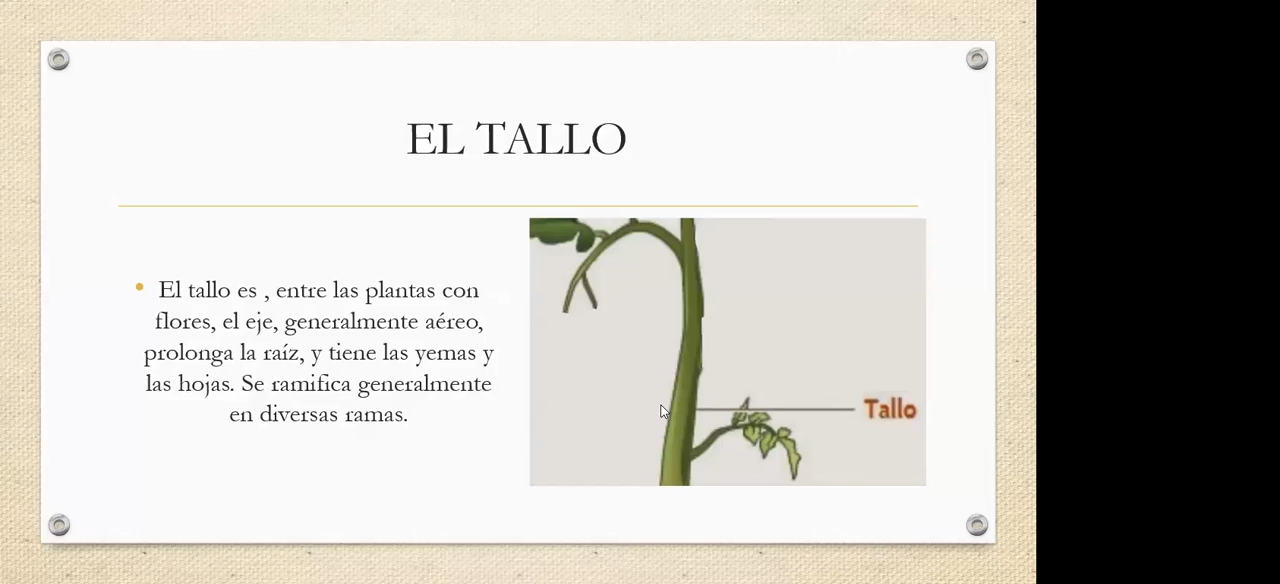 EL TALLO
El tallo es , entre las plantas con
flores, el eje, generalmente aéreo,
prolonga la raíz, y tiene las yemas y
las hojas. Se ramifica generalmente
en diversas ramas.
Tallo